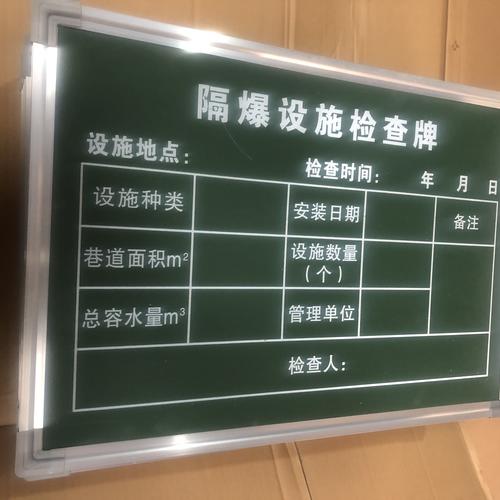 隔爆设施检查牌
设施地点：
检查时间： 年 月 日
设施种类 安装日期 备注
巷道面积m² 设施数量（个）
总容水量m³ 管理单位
检查人：